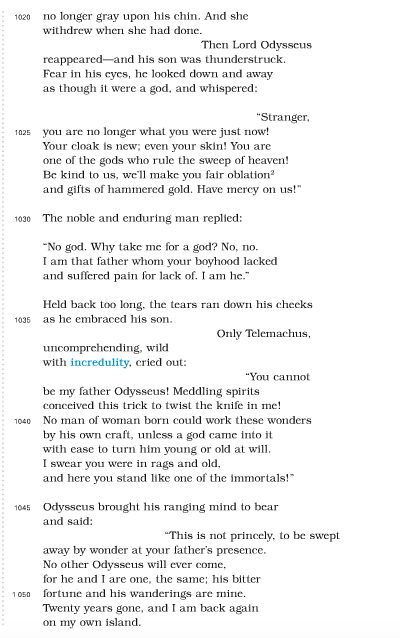 1020 no longer gray upon his chin. And she
withdrew when she had done.
Then Lord Odysseus
reappeared—and his son was thunderstruck.
Fear in his eyes, he looked down and away
as though it were a god, and whispered:
“Stranger,
1025 you are no longer what you were just now!
Your cloak is new; even your skin! You are
one of the gods who rule the sweep of heaven!
Be kind to us, we’ll make you fair oblation²
and gifts of hammered gold. Have mercy on us!”
1030 The noble and enduring man replied:
“No god. Why take me for a god? No, no.
I am that father whom your boyhood lacked
and suffered pain for lack of. I am he.”
Held back too long, the tears ran down his cheeks
1035 as he embraced his son.
Only Telemachus,
uncomprehending, wild
with incredulity, cried out:
“You cannot
be my father Odysseus! Meddling spirits
conceived this trick to twist the knife in me!
1040 No man of woman born could work these wonders
by his own craft, unless a god came into it
with ease to turn him young or old at will.
I swear you were in rags and old,
and here you stand like one of the immortals!”
1045 Odysseus brought his ranging mind to bear
and said:
“This is not princely, to be swept
away by wonder at your father’s presence.
No other Odysseus will ever come,
for he and I are one, the same; his bitter
1050 fortune and his wanderings are mine.
Twenty years gone, and I am back again
on my own island.